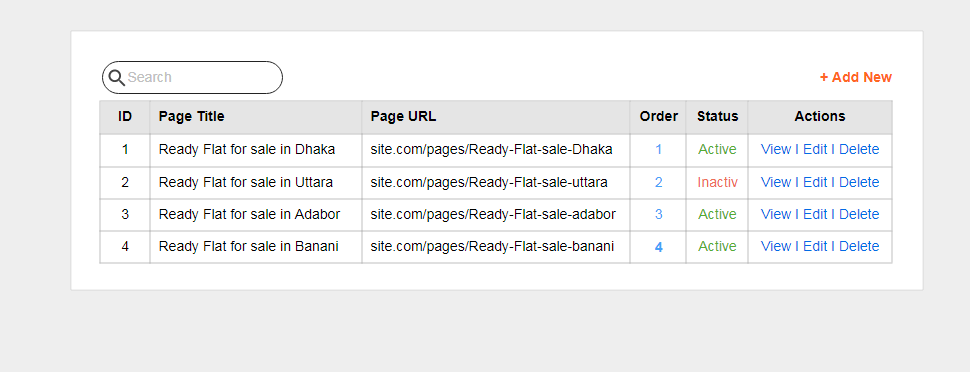 Search
+ Add New
ID Page Title Page URL Order Status Actions
1 Ready Flat for sale in Dhaka site.com/pages/Ready-Flat-sale-Dhaka 1 Active View | Edit | Delete
2 Ready Flat for sale in Uttara site.com/pages/Ready-Flat-sale-uttara 2 Inactiv View | Edit | Delete
3 Ready Flat for sale in Adabor site.com/pages/Ready-Flat-sale-adabor 3 Active View | Edit | Delete
4 Ready Flat for sale in Banani site.com/pages/Ready-Flat-sale-banani 4 Active View | Edit | Delete